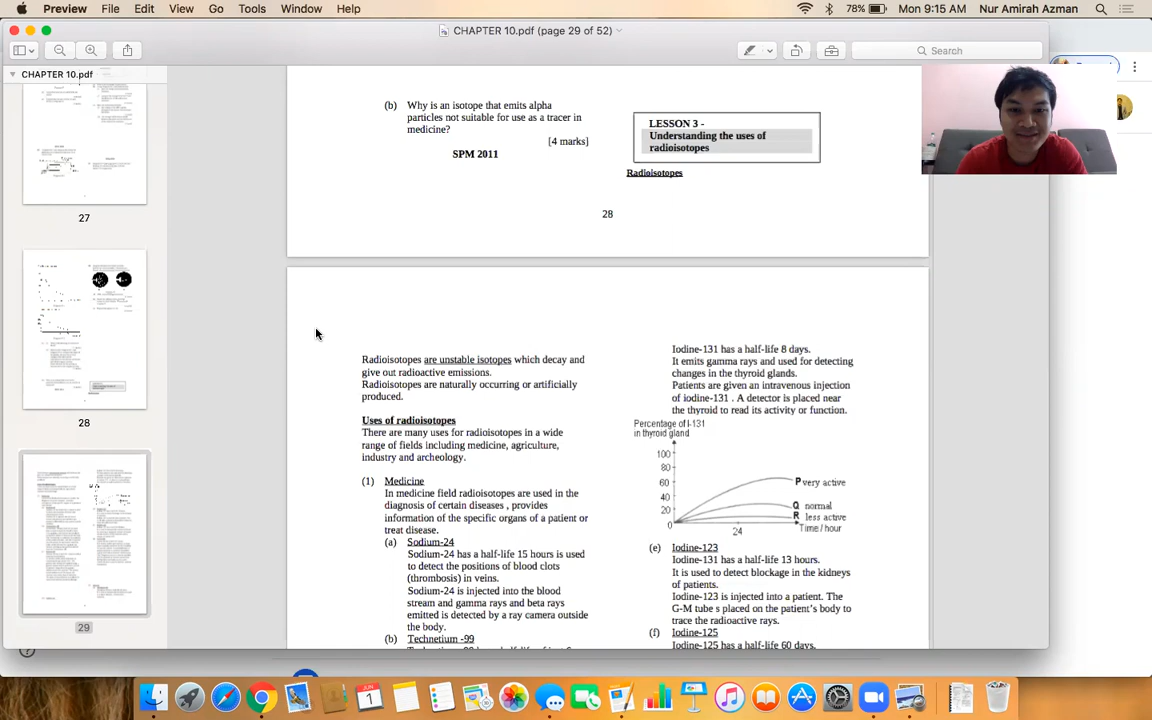 Preview File Edit View Go Tools Window Help
78% Mon 9:15 AM Nur Amirah Azman
CHAPTER 10.pdf (page 29 of 52)
Search
CHAPTER 10.pdf
27
28
29
(b) Why is an isotope that emits alpha
particles not suitable for use as a tracer in
medicine?
[4 marks]
SPM 2011
LESSON 3 -
Understanding the uses of
radioisotopes
Radioisotopes
28
Radioisotopes are unstable isotopes which decay and
give out radioactive emissions.
Radioisotopes are naturally occurring or artificially
produced.
Uses of radioisotopes
There are many uses for radioisotopes in a wide
range of fields including medicine, agriculture,
industry and archeology.
(1) Medicine
In medicine field radioisotopes are used in the
diagnosis of certain diseases , provides
information of the specific organs of a patient or
treat disease.
(a) Sodium-24
Sodium-24 has a half-life 15 hours is used
to detect the positions of blood clots
(thrombosis) in veins.
Sodium-24 is injected into the blood
stream and gamma rays and beta rays
emitted is detected by a ray camera outside
the body.
(b) Technetium -99
Iodine-131 has a half-life 8 days.
It emits gamma rays and used for detecting
changes in the thyroid glands.
Patients are given an intravenous injection
of iodine-131 . A detector is placed near
the thyroid to read its activity or function.
Percentage of I-131
in thyroid gland
100
80
60
40
20
0
P very active
Q normal
R less active
Time / hour
24
(e) Iodine-123
Iodine-131 has a half-life 13 hours.
It is used to detect blockage in the kidneys
of patients.
Iodine-123 is injected into a patient. The
G-M tube s placed on the patient's body to
trace the radioactive rays.
(f) Iodine-125
Iodine-125 has a half-life 60 days.
JUN
1